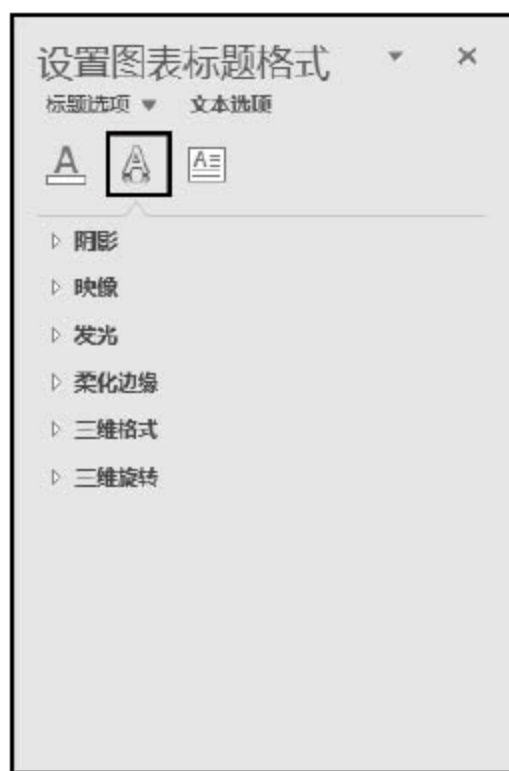 设置图表标题格式
标题选项 文本选项
阴影
映像
发光
柔化边缘
三维格式
三维旋转